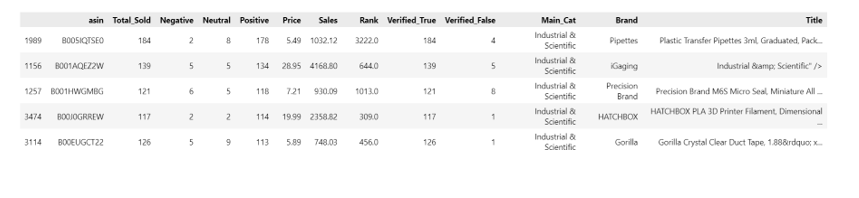 asin Total_Sold Negative Neutral Positive Price Sales Rank Verified_True Verified_False Main_Cat Brand Title
1989 B005IQTSE0 184 2 8 178 5.49 1032.12 3222.0 184 4 Industrial & Scientific Pipettes Plastic Transfer Pipettes 3ml, Graduated, Pack...
1156 B001AQEZ2W 139 5 5 134 28.95 4168.80 644.0 139 5 Industrial & Scientific iGaging Industrial &amp; Scientific" />
1257 B001HWGMBG 121 6 5 118 7.21 930.09 1013.0 121 8 Industrial & Scientific Precision Brand Precision Brand M6S Micro Seal, Miniature All ...
3474 B00J0GRREW 117 2 2 114 19.99 2358.82 309.0 117 1 Industrial & Scientific HATCHBOX HATCHBOX PLA 3D Printer Filament, Dimensional ...
3114 B00EUGCT22 126 5 9 113 5.89 748.03 456.0 126 1 Industrial & Scientific Gorilla Gorilla Crystal Clear Duct Tape, 1.88&rdquo; x...